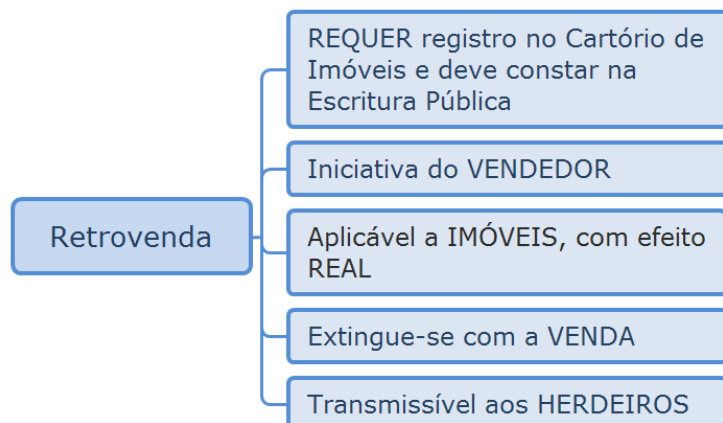 Retrovenda
REQUER registro no Cartório de
Imóveis e deve constar na
Escritura Pública
Iniciativa do VENDEDOR
Aplicável a IMÓVEIS, com efeito
REAL
Extingue-se com a VENDA
Transmissível aos HERDEIROS